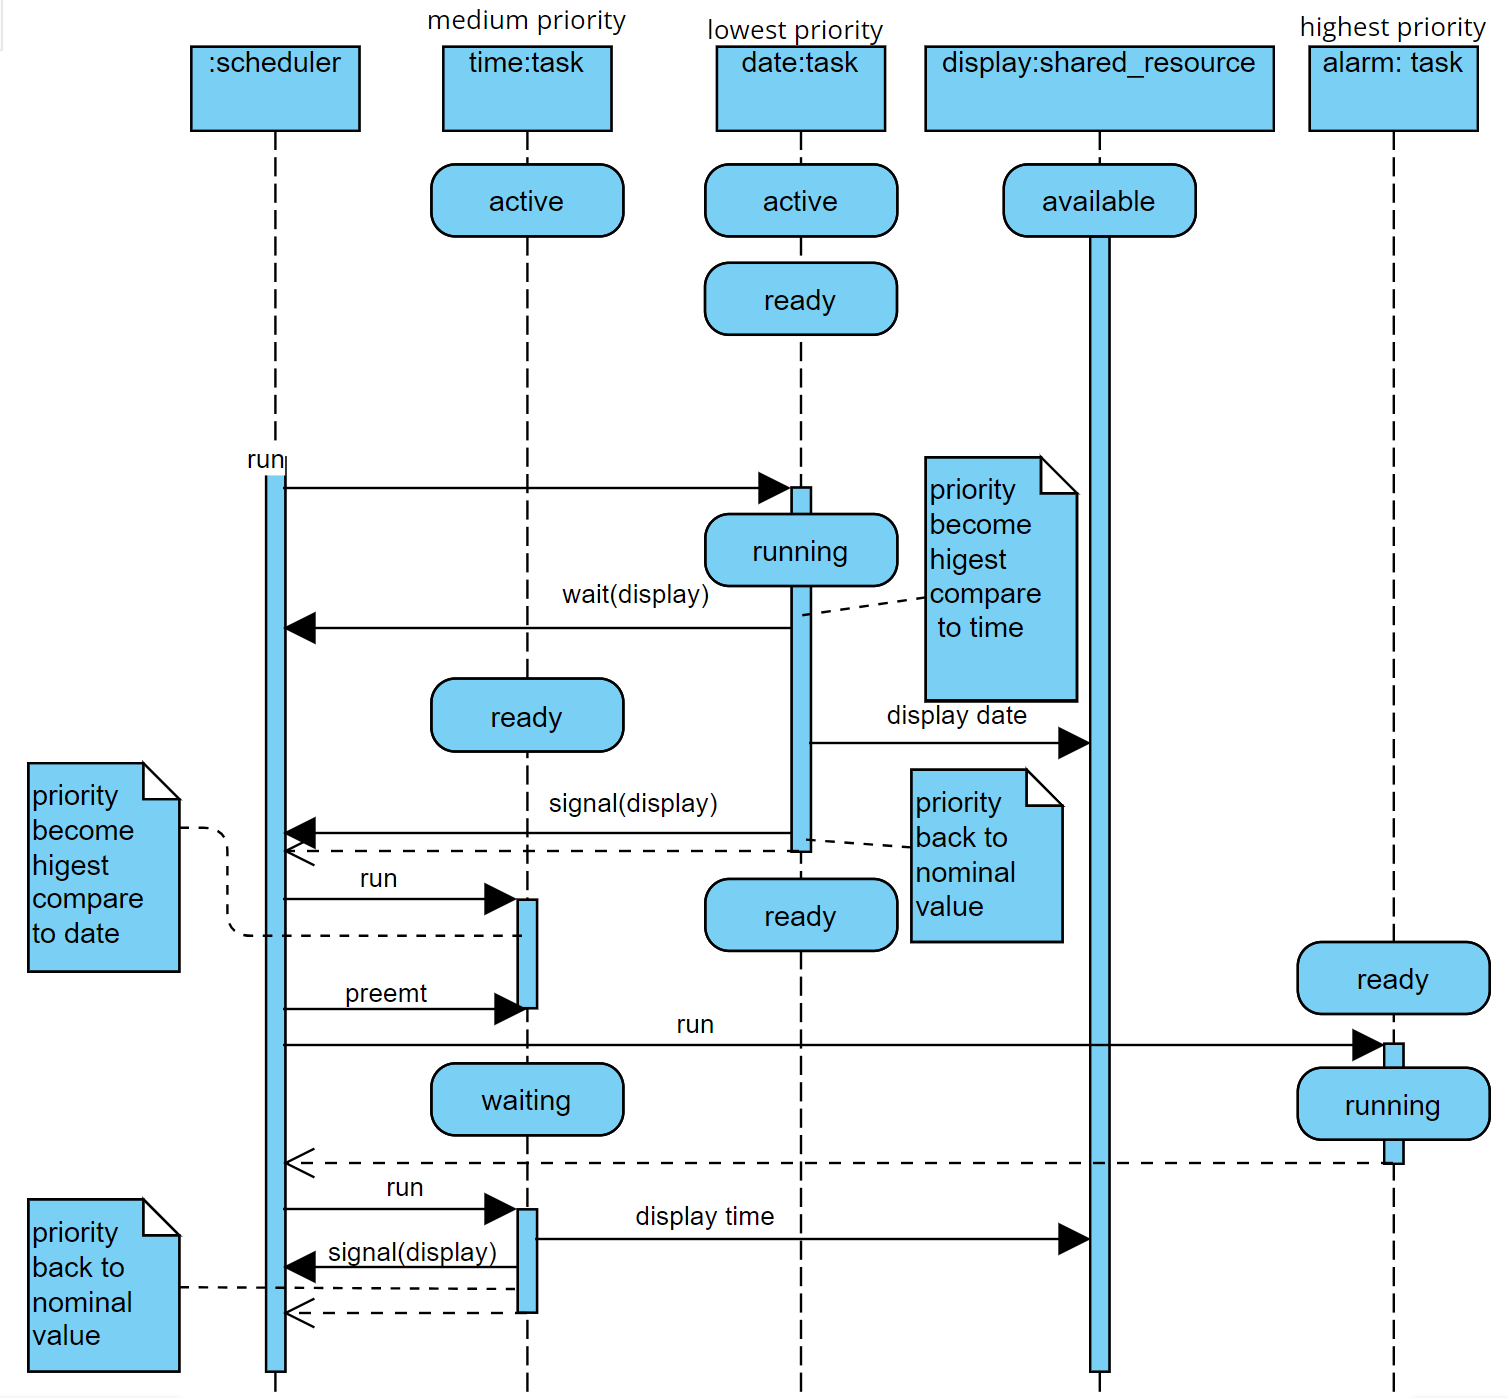 medium priority
lowest priority
highest priority
:scheduler
time:task
date:task
display:shared_resource
alarm: task
active
active
available
ready
run
priority
become
higest
compare
to time
running
wait(display)
ready
display date
priority
become
higest
compare
to date
signal(display)
priority
back to
nominal
value
run
ready
ready
preemt
run
waiting
running
run
display time
priority
back to
nominal
value
signal(display)